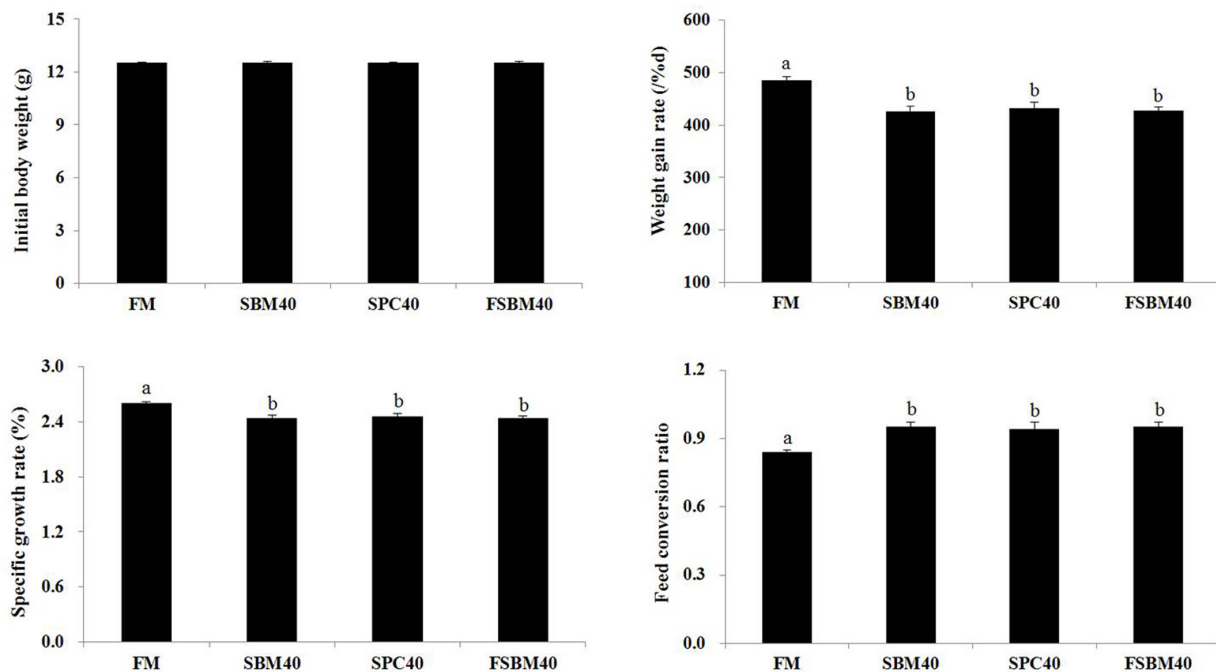 Initial body weight (g)
15
12
9
6
3
0
FM SBM40 SPC40 FSBM40
Weight gain rate (/%d)
600
500
400
300
200
100
a
b
b
b
FM SBM40 SPC40 FSBM40
Specific growth rate (%)
3.0
2.4
1.8
1.2
0.6
0.0
a
b
b
b
FM SBM40 SPC40 FSBM40
Feed conversion ratio
1.2
0.9
0.6
0.3
0.0
a
b
b
b
FM SBM40 SPC40 FSBM40